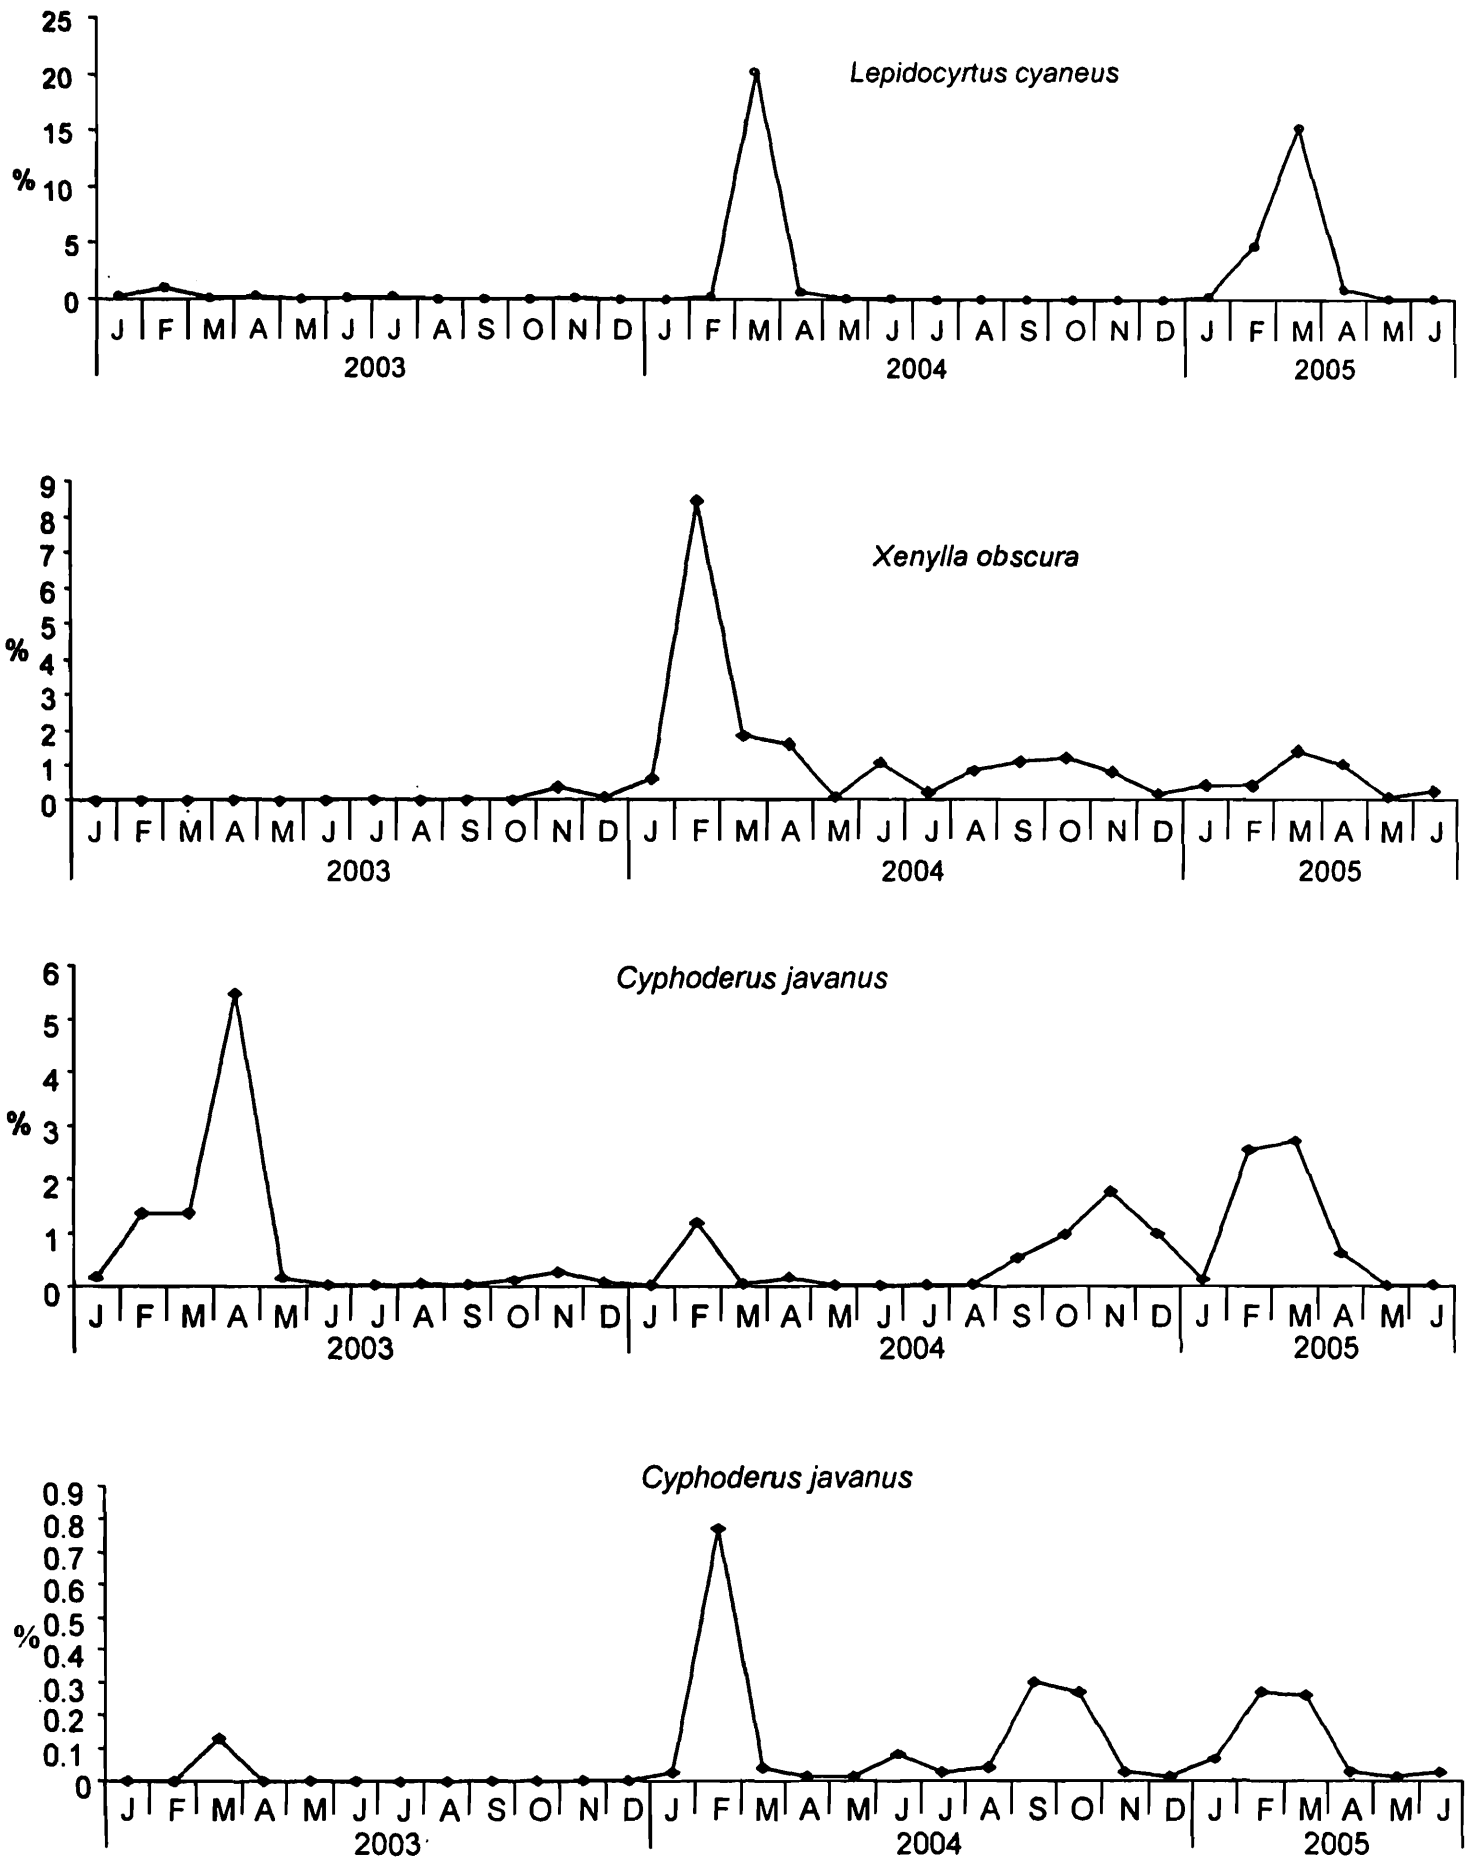 25
Lepidocyrtus cyaneus
20
15
% 10
5
0
J F M A M J J A S O N D J F M A M J J A S O N D J F M A M J
2003 2004 2005
9
8
Xenylla obscura
7
6
5
%
4
3
2
1
0
J F M A M J J A S O N D J F M A M J J A S O N D J F M A M J
2003 2004 2005
6
Cyphoderus javanus
5
4
% 3
2
1
0
J F M A M J J A S O N D J F M A M J J A S O N D J F M A M J
2003 2004 2005
Cyphoderus javanus
0.9
0.8
0.7
0.6
0.5
%
0.4
0.3
0.2
0.1
0
J F M A M J J A S O N D J F M A M J J A S O N D J F M A M J
2003 2004 2005